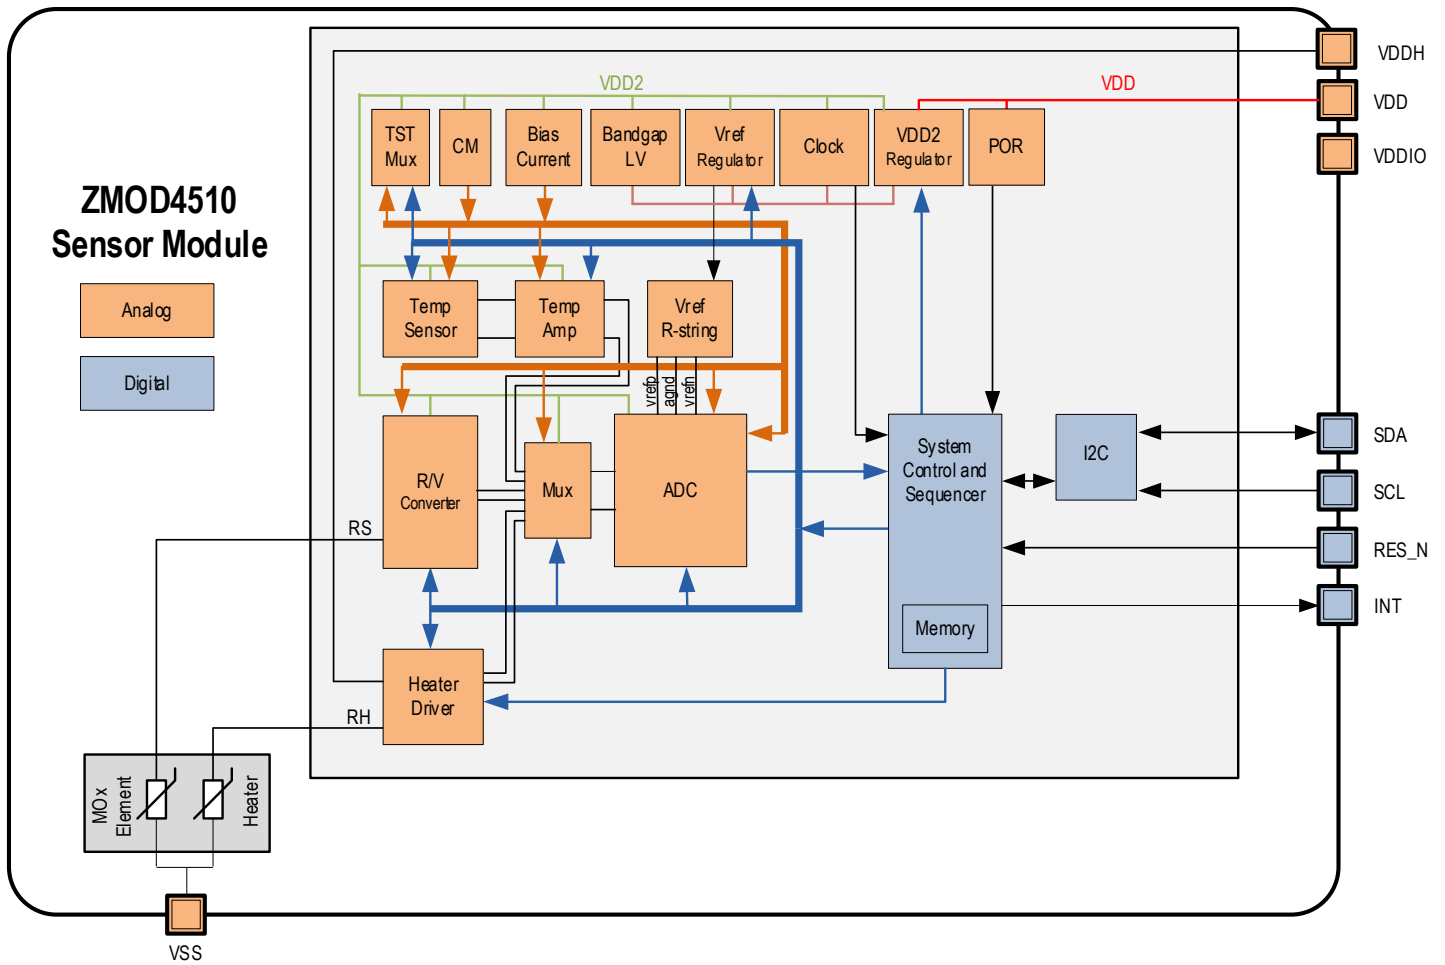 VDDH
VDD2
VDD
VDD
TST
Mux
CM
Bias
Current
Bandgap
LV
Vref
Regulator
Clock
VDD2
Regulator
POR
VDDIO
ZMOD4510
Sensor Module
Analog
Digital
Temp
Sensor
Temp
Amp
Vref
R-string
vrefp
agnd
vrefn
R/V
Converter
Mux
ADC
System
Control and
Sequencer
Memory
I2C
SDA
SCL
RES_N
INT
RS
Heater
Driver
RH
MOx
Element
Heater
VSS